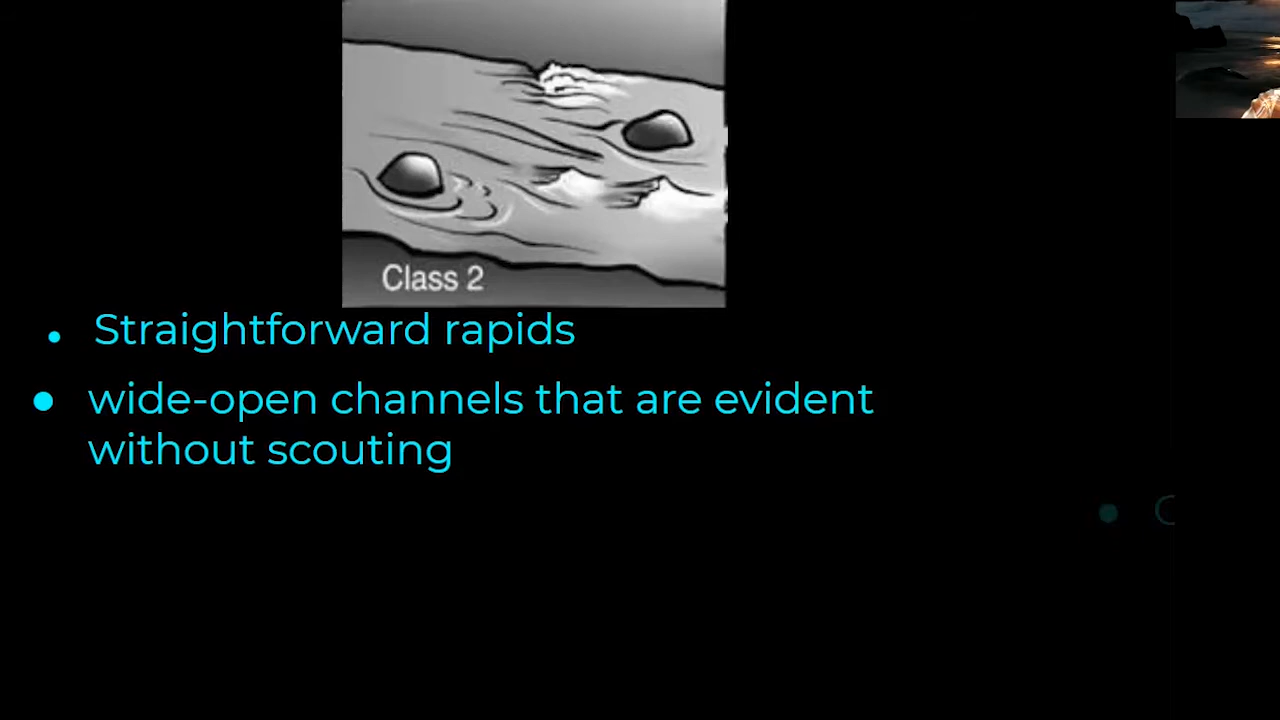 Class 2
Straightforward rapids
wide-open channels that are evident
without scouting